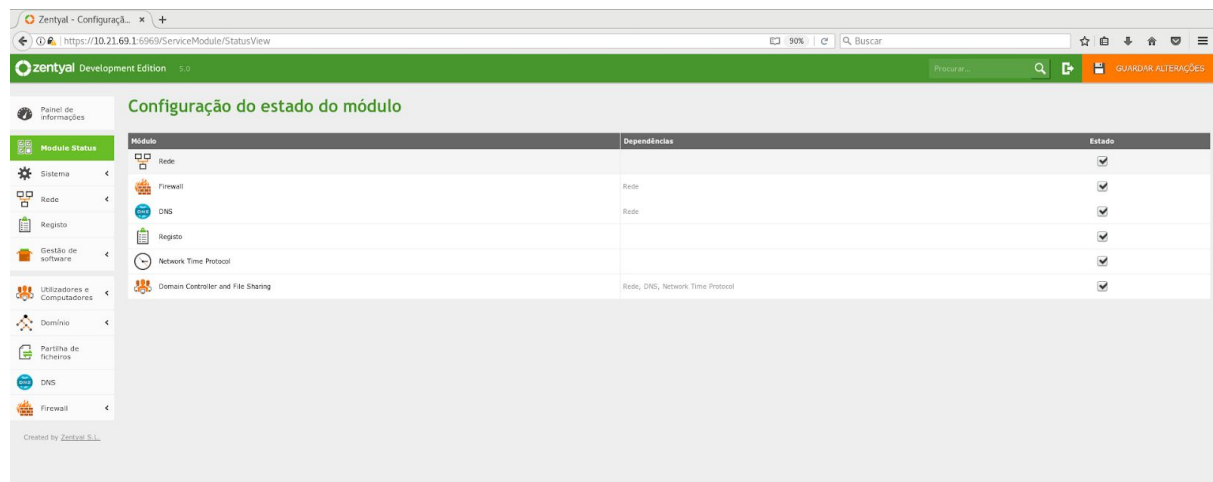 Zentyal - Configuraçã... × +
https://10.21.69.1:6969/ServiceModule/StatusView 90% Buscar
zentyal Development Edition 5.0 Procurar... GUARDAR ALTERAÇÕES
Painel de
informações
Module Status
Sistema
Rede
Registo
Gestão de
software
Utilizadores e
Computadores
Domínio
Partilha de
ficheiros
DNS
Firewall
Created by Zentyal S.L.
Configuração do estado do módulo
Módulo Dependências Estado
Rede
Firewall Rede
DNS Rede
Registo
Network Time Protocol
Domain Controller and File Sharing Rede, DNS, Network Time Protocol